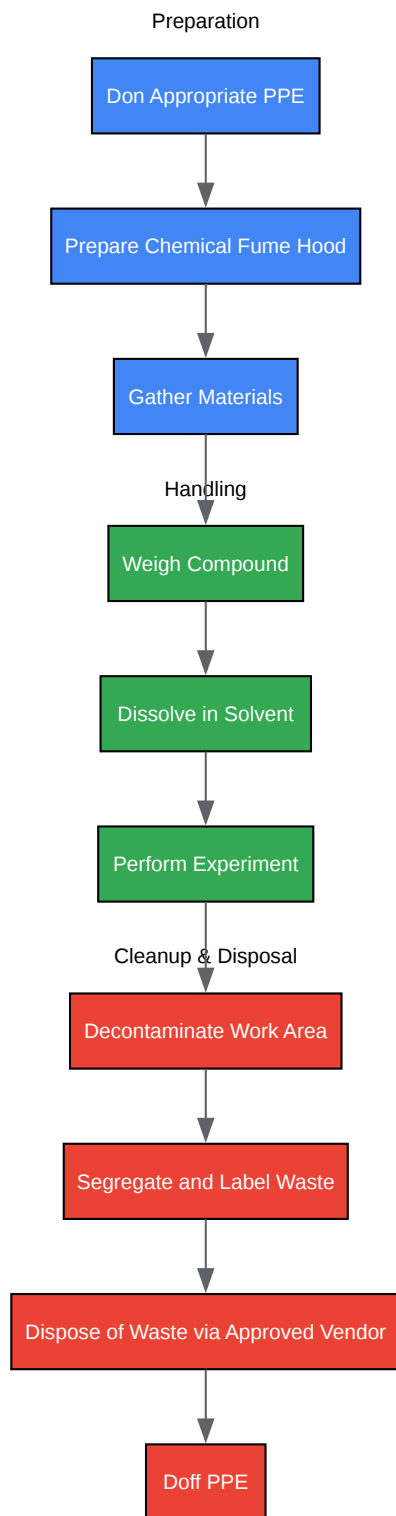 Preparation
Don Appropriate PPE
Prepare Chemical Fume Hood
Gather Materials
Handling
Weigh Compound
Dissolve in Solvent
Perform Experiment
Cleanup & Disposal
Decontaminate Work Area
Segregate and Label Waste
Dispose of Waste via Approved Vendor
Doff PPE